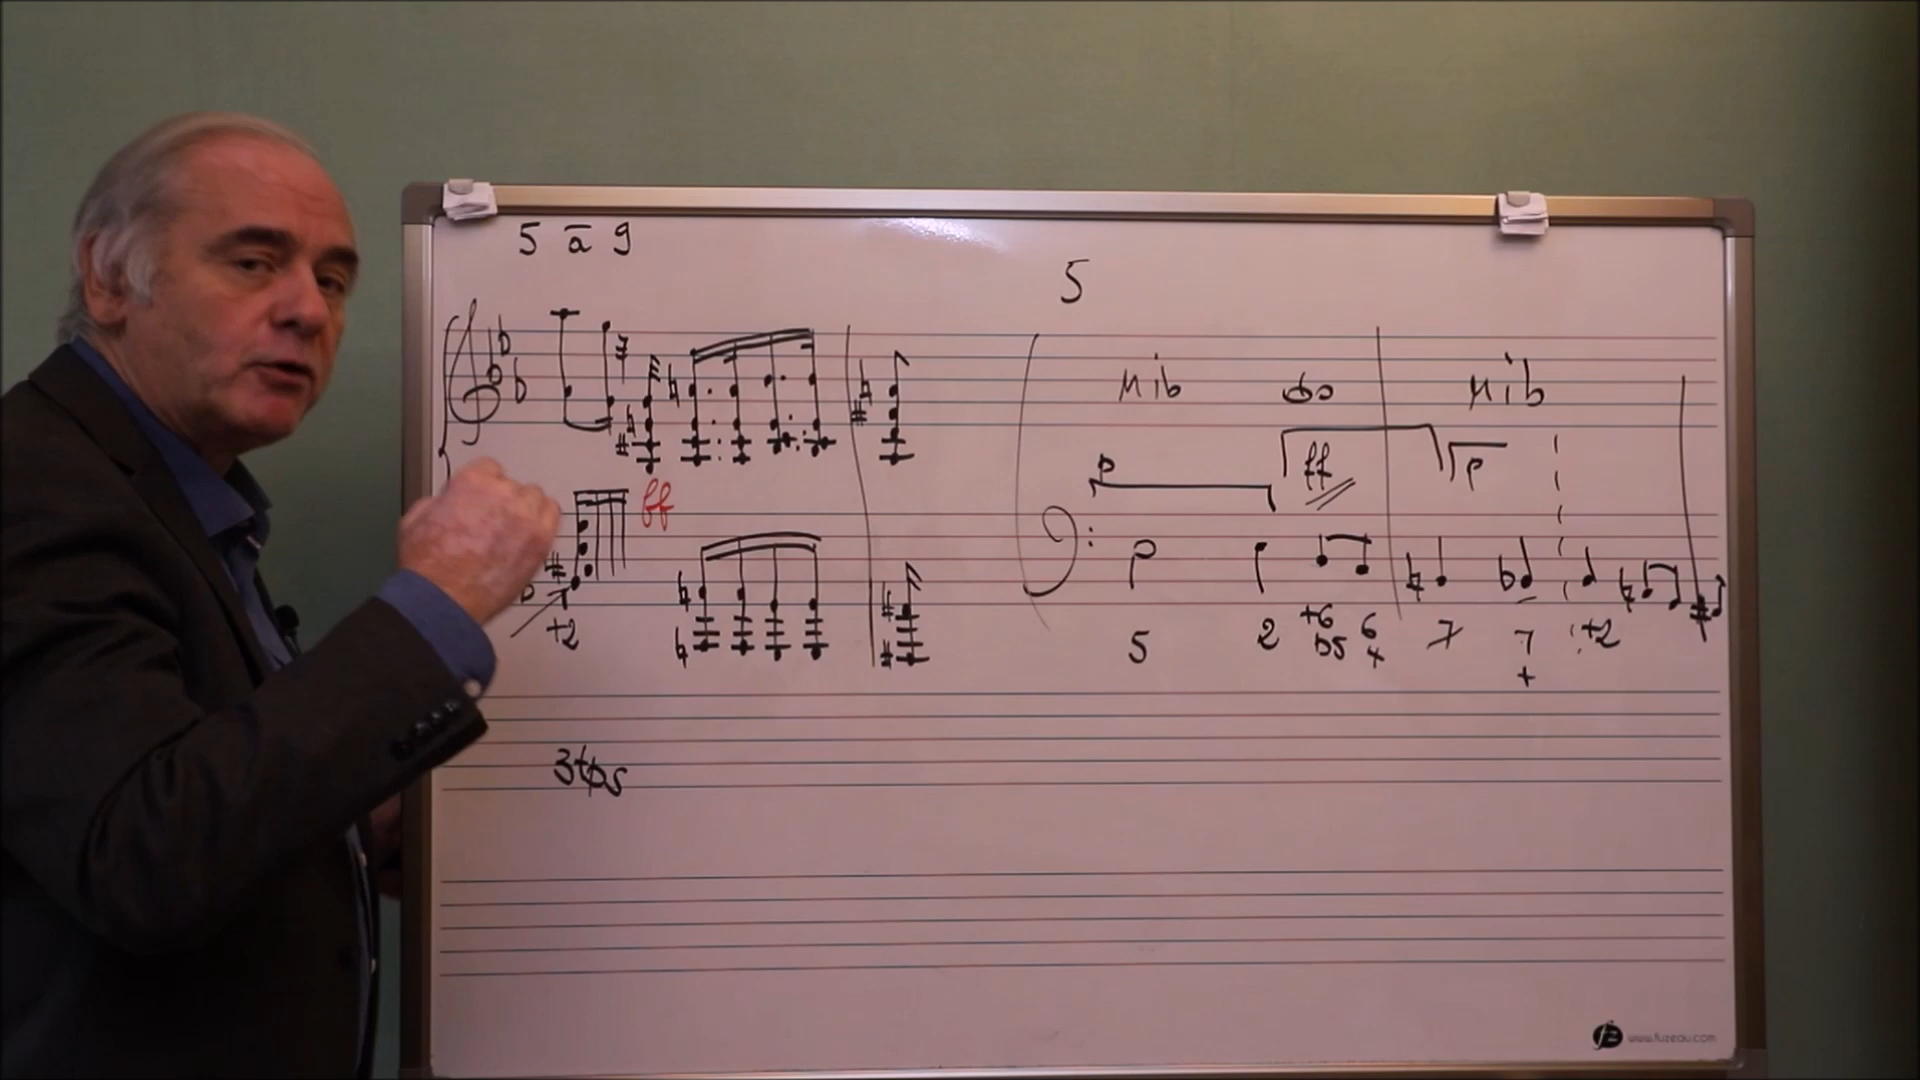 5 à 9
5
Mib do Mib
p ff p
ff
5 2 +6 6 7 7 +2
b5 + +
+2
3tps
www.fuzeau.com